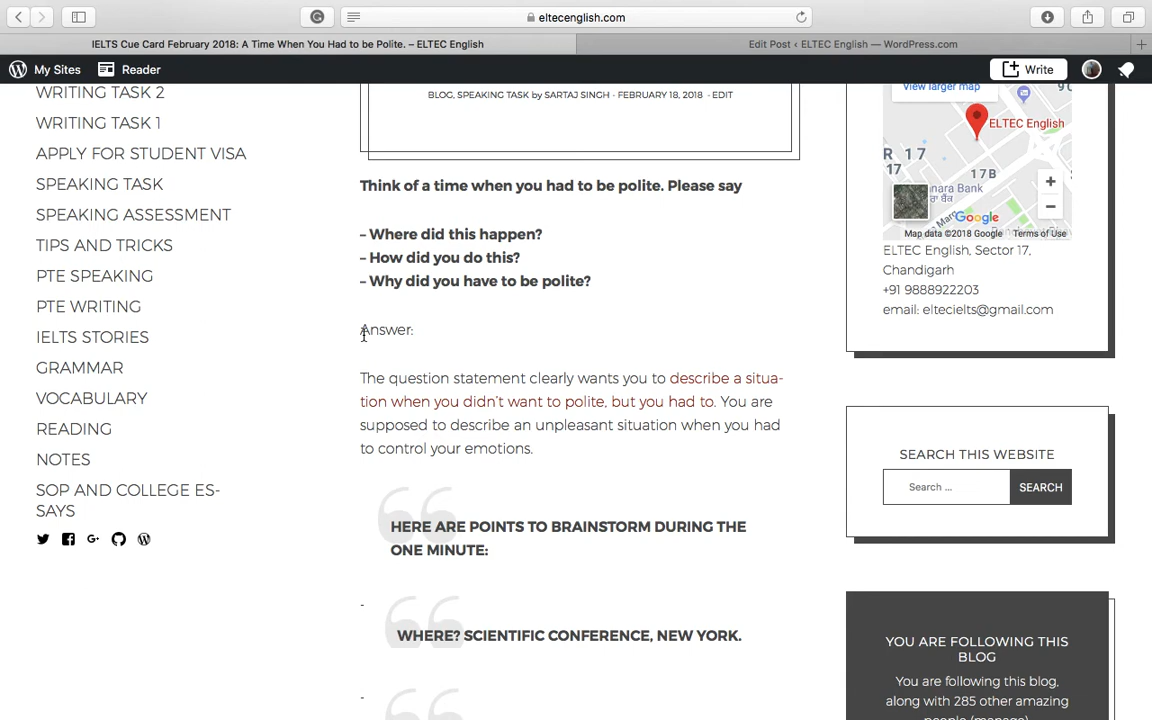 eltecenglish.com
IELTS Cue Card February 2018: A Time When You Had to be Polite. – ELTEC English
Edit Post ‹ ELTEC English — WordPress.com
My Sites
Reader
Write
WRITING TASK 2
WRITING TASK 1
APPLY FOR STUDENT VISA
SPEAKING TASK
SPEAKING ASSESSMENT
TIPS AND TRICKS
PTE SPEAKING
PTE WRITING
IELTS STORIES
GRAMMAR
VOCABULARY
READING
NOTES
SOP AND COLLEGE ES-
SAYS
BLOG, SPEAKING TASK by SARTAJ SINGH - FEBRUARY 18, 2018 - EDIT
Think of a time when you had to be polite. Please say
– Where did this happen?
– How did you do this?
– Why did you have to be polite?
Answer:
The question statement clearly wants you to describe a situa-
tion when you didn't want to polite, but you had to. You are
supposed to describe an unpleasant situation when you had
to control your emotions.
HERE ARE POINTS TO BRAINSTORM DURING THE
ONE MINUTE:
-
WHERE? SCIENTIFIC CONFERENCE, NEW YORK.
-
View larger map
ELTEC English
R 17
17
17B
nara Bank
ਰਾ ਬੈਂਕ
Google
Map data ©2018 Google Terms of Use
ELTEC English, Sector 17,
Chandigarh
+91 9888922203
email: eltecielts@gmail.com
SEARCH THIS WEBSITE
Search ...
SEARCH
YOU ARE FOLLOWING THIS
BLOG
You are following this blog,
along with 285 other amazing
people (manage).